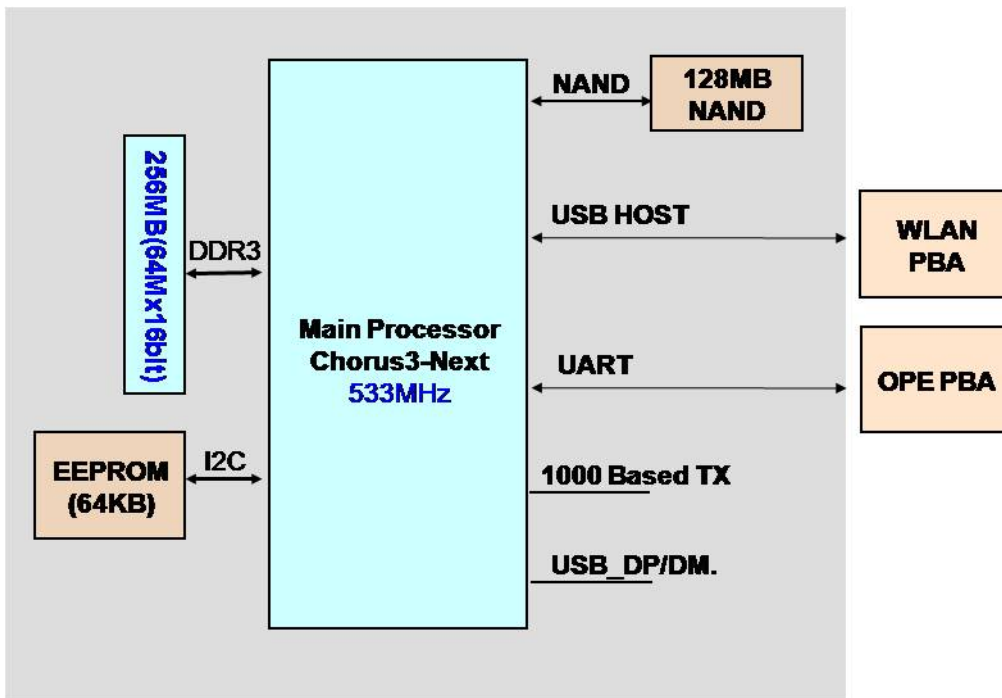 NAND
128MB
NAND
256MB(64Mx16bIt)
DDR3
USB HOST
WLAN
PBA
Main Processor
Chorus3-Next
533MHz
UART
OPE PBA
I2C
EEPROM
(64KB)
1000 Based TX
USB_DP/DM.